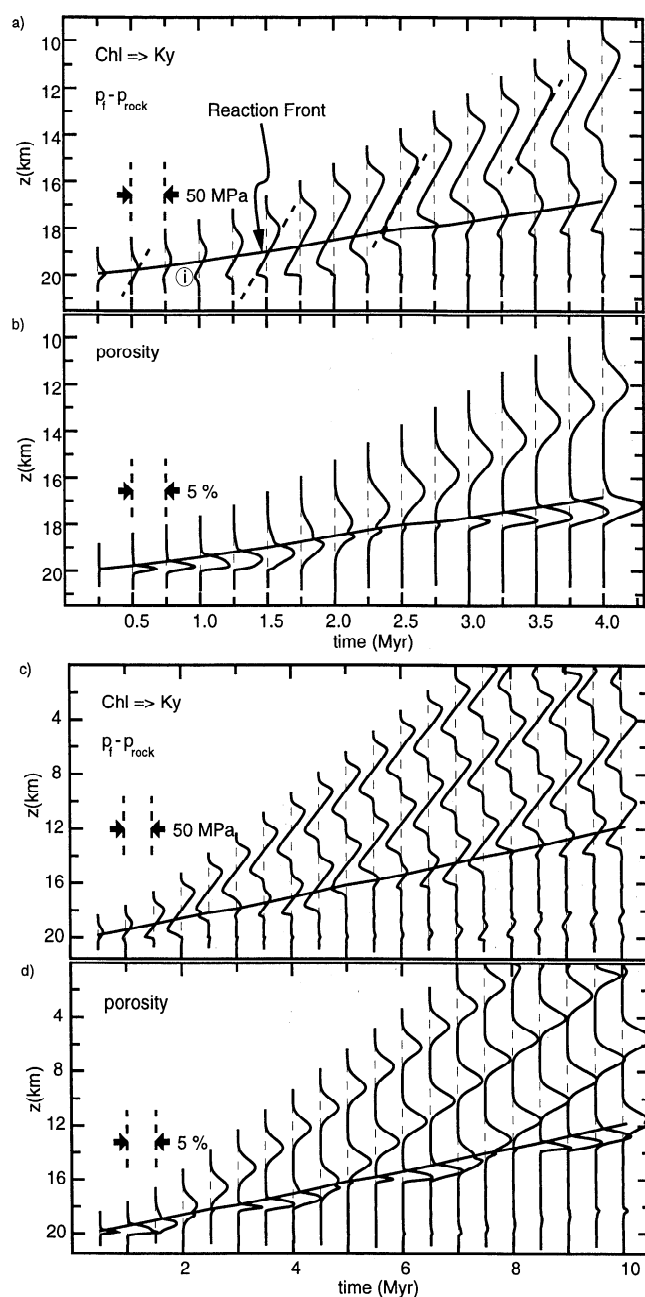 a)
10
Chl => Ky
12
p_f - p_rock
Reaction Front
14
z(km)
16
50 MPa
18
20
i
b)
10
porosity
12
14
z(km)
16
5 %
18
20
0.5 1.0 1.5 2.0 2.5 3.0 3.5 4.0
time (Myr)
c)
Chl => Ky
4
p_f - p_rock
8
z(km)
50 MPa
12
16
20
d)
porosity
4
8
z(km)
12
5 %
16
20
2 4 6 8 10
time (Myr)